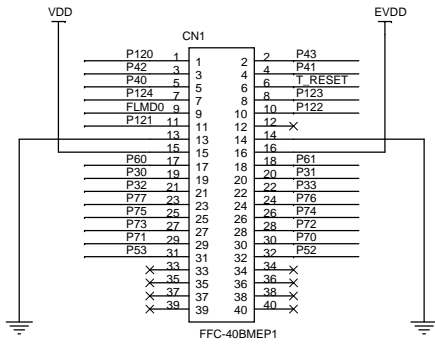 VDD EVDD
CN1
P120 1 1 2 2 P43
P42 3 3 4 4 P41
P40 5 5 6 6 T_RESET
P124 7 7 8 8 P123
FLMD0 9 9 10 10 P122
P121 11 11 12 12
13 13 14 14
15 15 16 16
P60 17 17 18 18 P61
P30 19 19 20 20 P31
P32 21 21 22 22 P33
P77 23 23 24 24 P76
P75 25 25 26 26 P74
P73 27 27 28 28 P72
P71 29 29 30 30 P70
P53 31 31 32 32 P52
33 33 34 34
35 35 36 36
37 37 38 38
39 39 40 40
FFC-40BMEP1